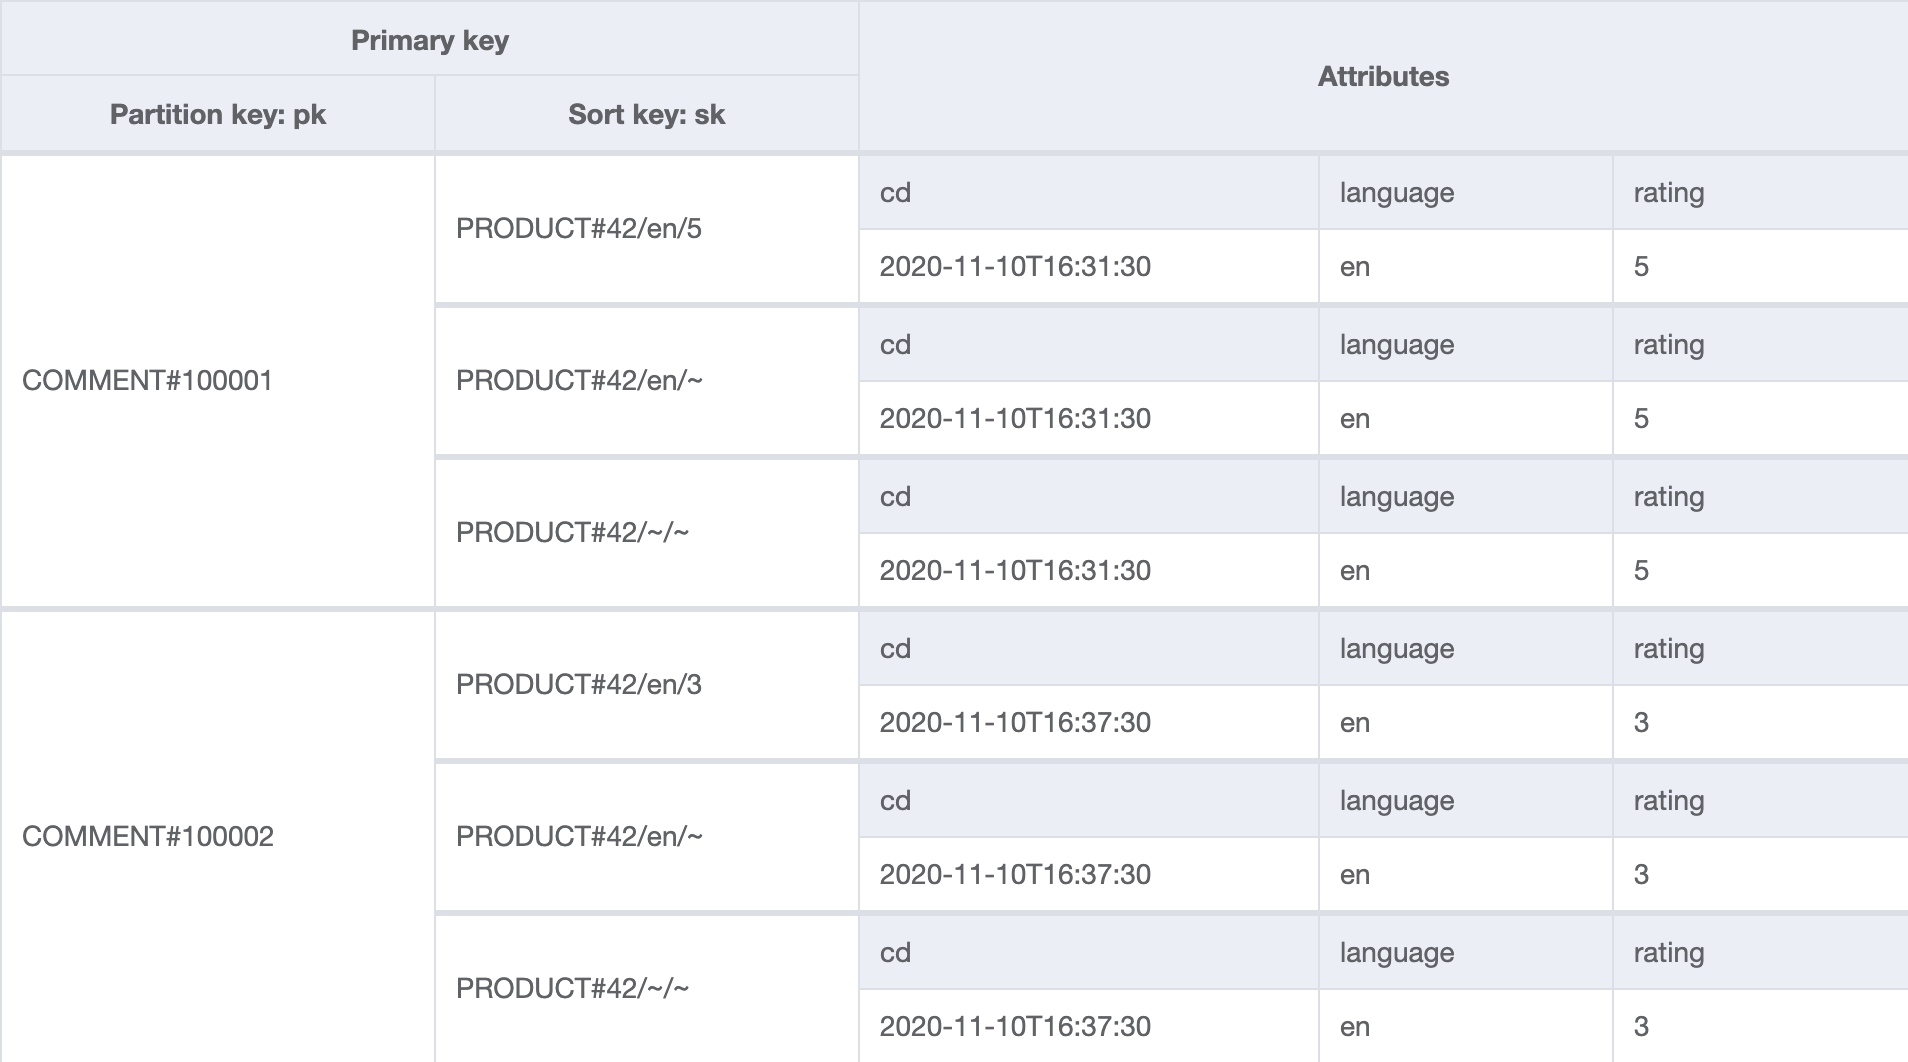 Primary key
Attributes
Partition key: pk
Sort key: sk
COMMENT#100001
PRODUCT#42/en/5
cd language rating
2020-11-10T16:31:30 en 5
PRODUCT#42/en/~
cd language rating
2020-11-10T16:31:30 en 5
PRODUCT#42/~/~
cd language rating
2020-11-10T16:31:30 en 5
COMMENT#100002
PRODUCT#42/en/3
cd language rating
2020-11-10T16:37:30 en 3
PRODUCT#42/en/~
cd language rating
2020-11-10T16:37:30 en 3
PRODUCT#42/~/~
cd language rating
2020-11-10T16:37:30 en 3